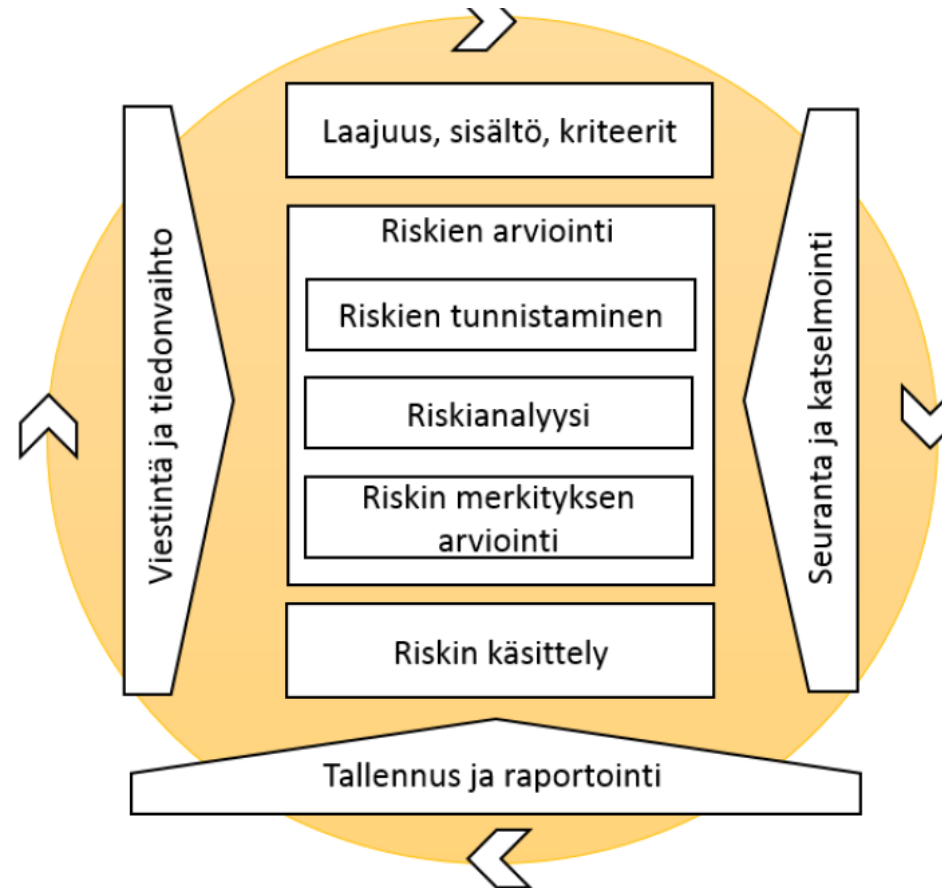 Laajuus, sisältö, kriteerit
Viestintä ja tiedonvaihto
Riskien arviointi
Riskien tunnistaminen
Riskianalyysi
Riskin merkityksen
arviointi
Seuranta ja katselmointi
Riskin käsittely
Tallennus ja raportointi